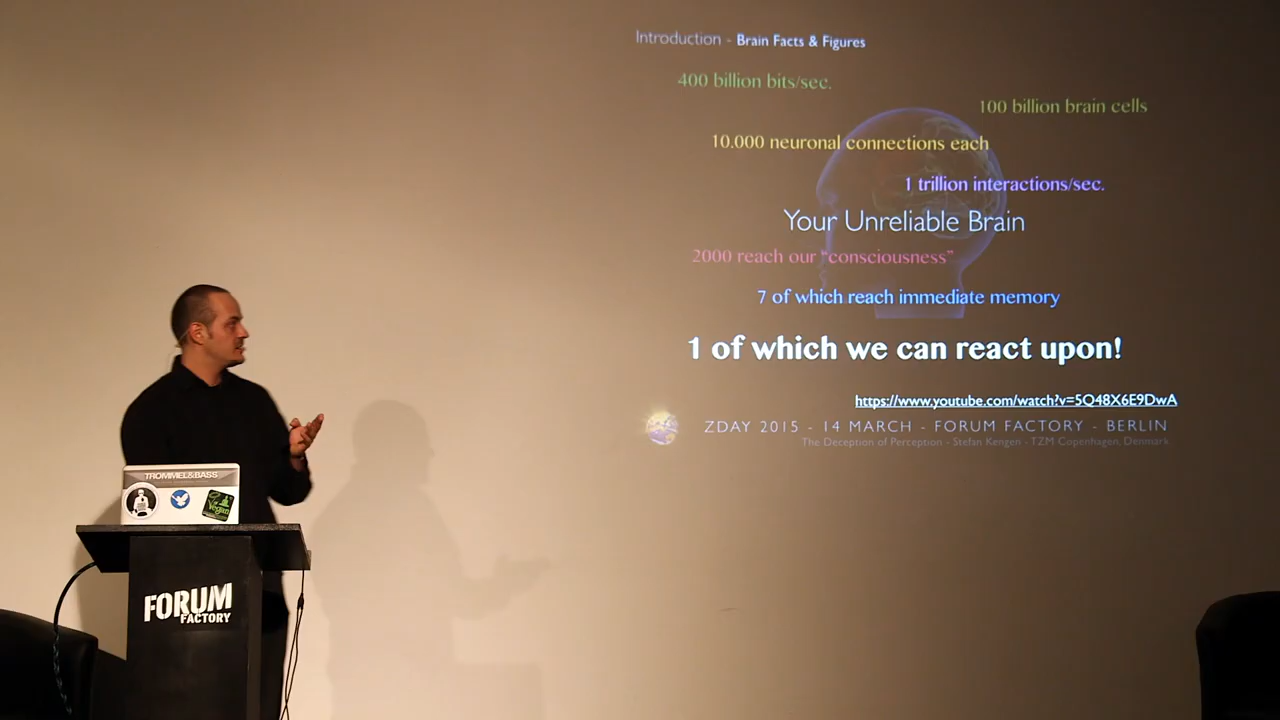 Introduction - Brain Facts & Figures
400 billion bits/sec.
100 billion brain cells
10.000 neuronal connections each
1 trillion interactions/sec.
Your Unreliable Brain
2000 reach our “consciousness”
7 of which reach immediate memory
1 of which we can react upon!
https://www.youtube.com/watch?v=5Q48X6E9DwA
ZDAY 2015 - 14 MARCH - FORUM FACTORY - BERLIN
The Deception of Perception - Stefan Kengen - TZM Copenhagen, Denmark
TROMMEL&BASS
Go Vegan
FORUM
FACTORY